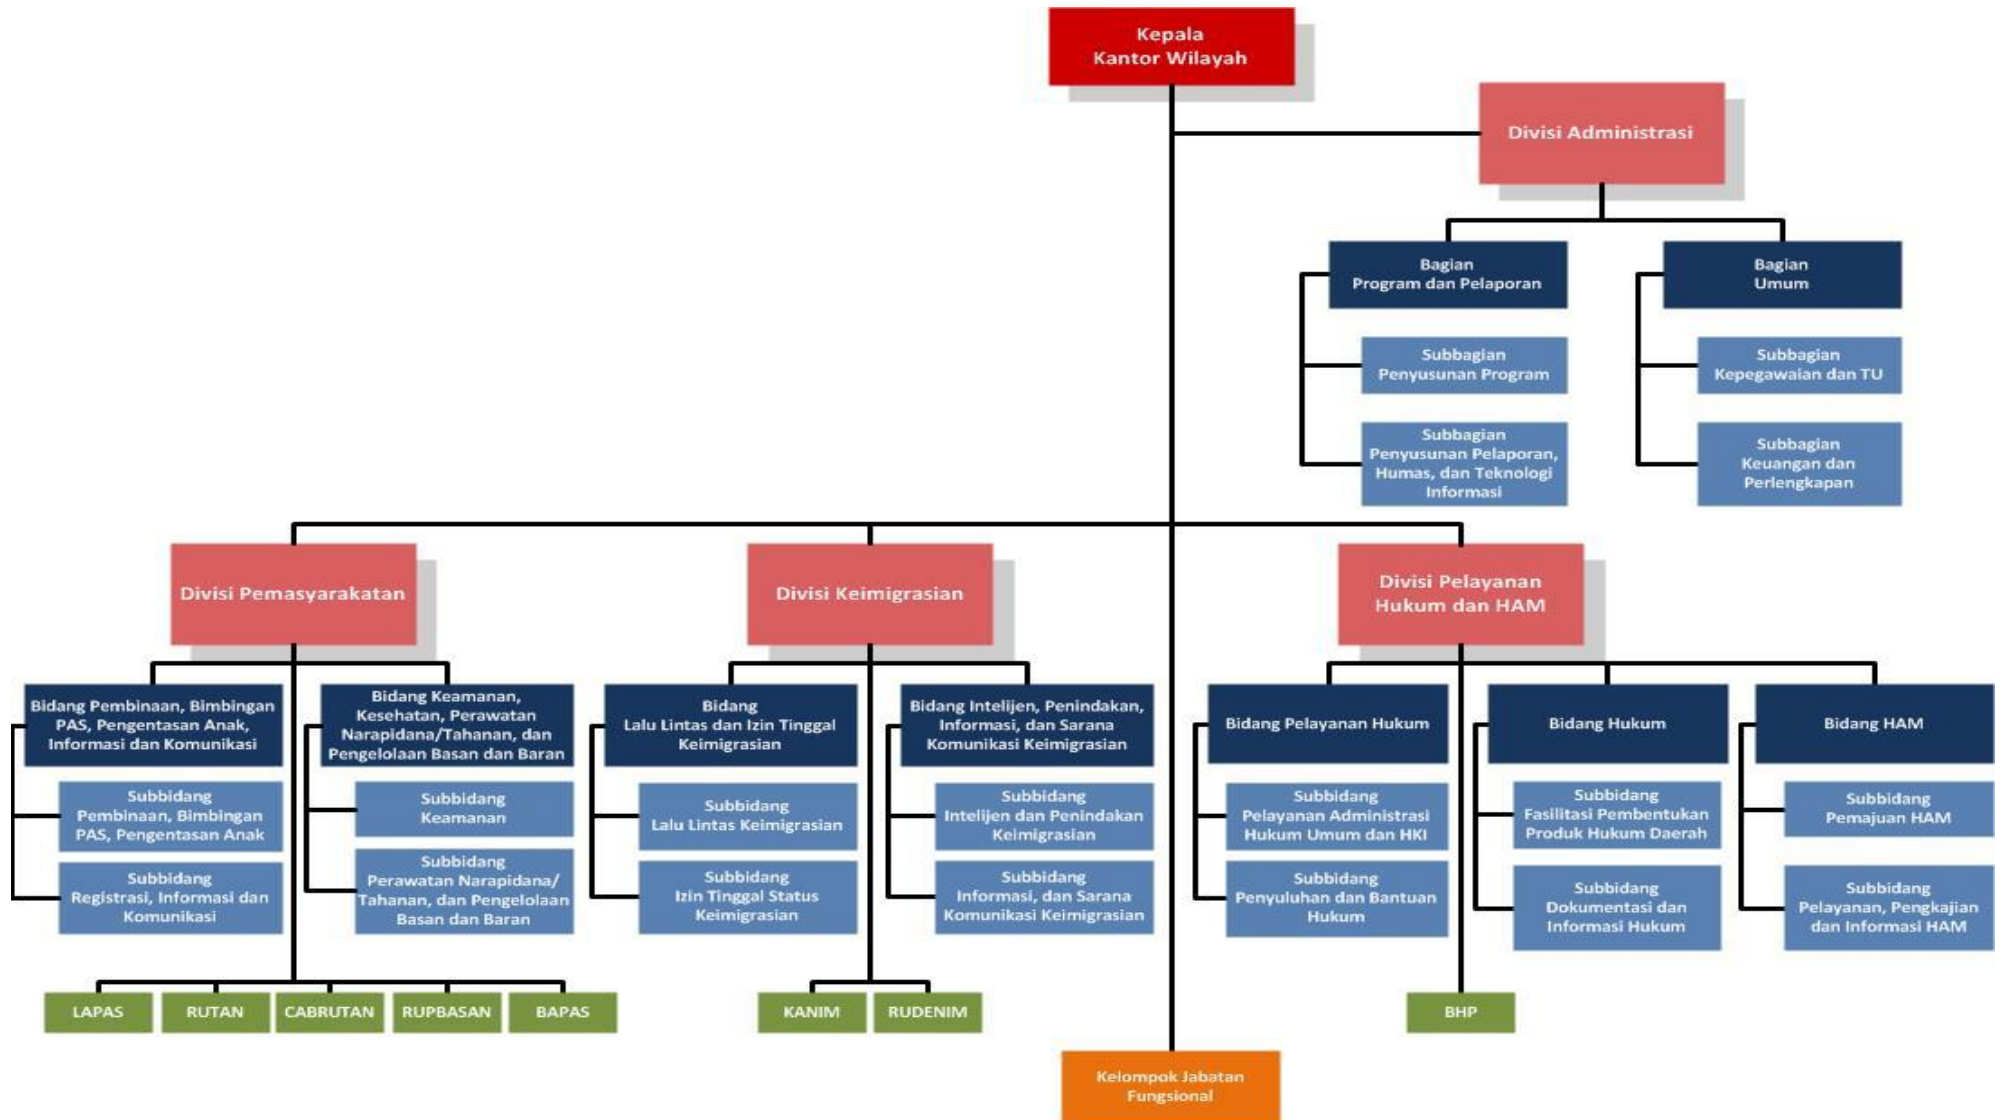 Kepala
Kantor Wilayah
Divisi Administrasi
Bagian
Program dan Pelaporan
Bagian
Umum
Subbagian
Penyusunan Program
Subbagian
Kepegawaian dan TU
Subbagian
Penyusunan Pelaporan,
Humas, dan Teknologi
Informasi
Subbagian
Keuangan dan
Perlengkapan
Divisi Pemasyarakatan
Divisi Keimigrasian
Divisi Pelayanan
Hukum dan HAM
Bidang Pembinaan, Bimbingan
PAS, Pengentasan Anak,
Informasi dan Komunikasi
Bidang Keamanan,
Kesehatan, Perawatan
Narapidana/Tahanan, dan
Pengelolaan Basan dan Baran
Bidang
Lalu Lintas dan Izin Tinggal
Keimigrasian
Bidang Intelijen, Penindakan,
Informasi, dan Sarana
Komunikasi Keimigrasian
Bidang Pelayanan Hukum
Bidang Hukum
Bidang HAM
Subbidang
Pembinaan, Bimbingan
PAS, Pengentasan Anak
Subbidang
Keamanan
Subbidang
Lalu Lintas Keimigrasian
Subbidang
Intelijen dan Penindakan
Keimigrasian
Subbidang
Pelayanan Administrasi
Hukum Umum dan HKI
Subbidang
Fasilitasi Pembentukan
Produk Hukum Daerah
Subbidang
Pemajuan HAM
Subbidang
Registrasi, Informasi dan
Komunikasi
Subbidang
Perawatan Narapidana/
Tahanan, dan Pengelolaan
Basan dan Baran
Subbidang
Izin Tinggal Status
Keimigrasian
Subbidang
Informasi, dan Sarana
Komunikasi Keimigrasian
Subbidang
Penyuluhan dan Bantuan
Hukum
Subbidang
Dokumentasi dan
Informasi Hukum
Subbidang
Pelayanan, Pengkajian
dan Informasi HAM
LAPAS
RUTAN
CABRUTAN
RUPBASAN
BAPAS
KANIM
RUDENIM
BHP
Kelompok Jabatan
Fungsional